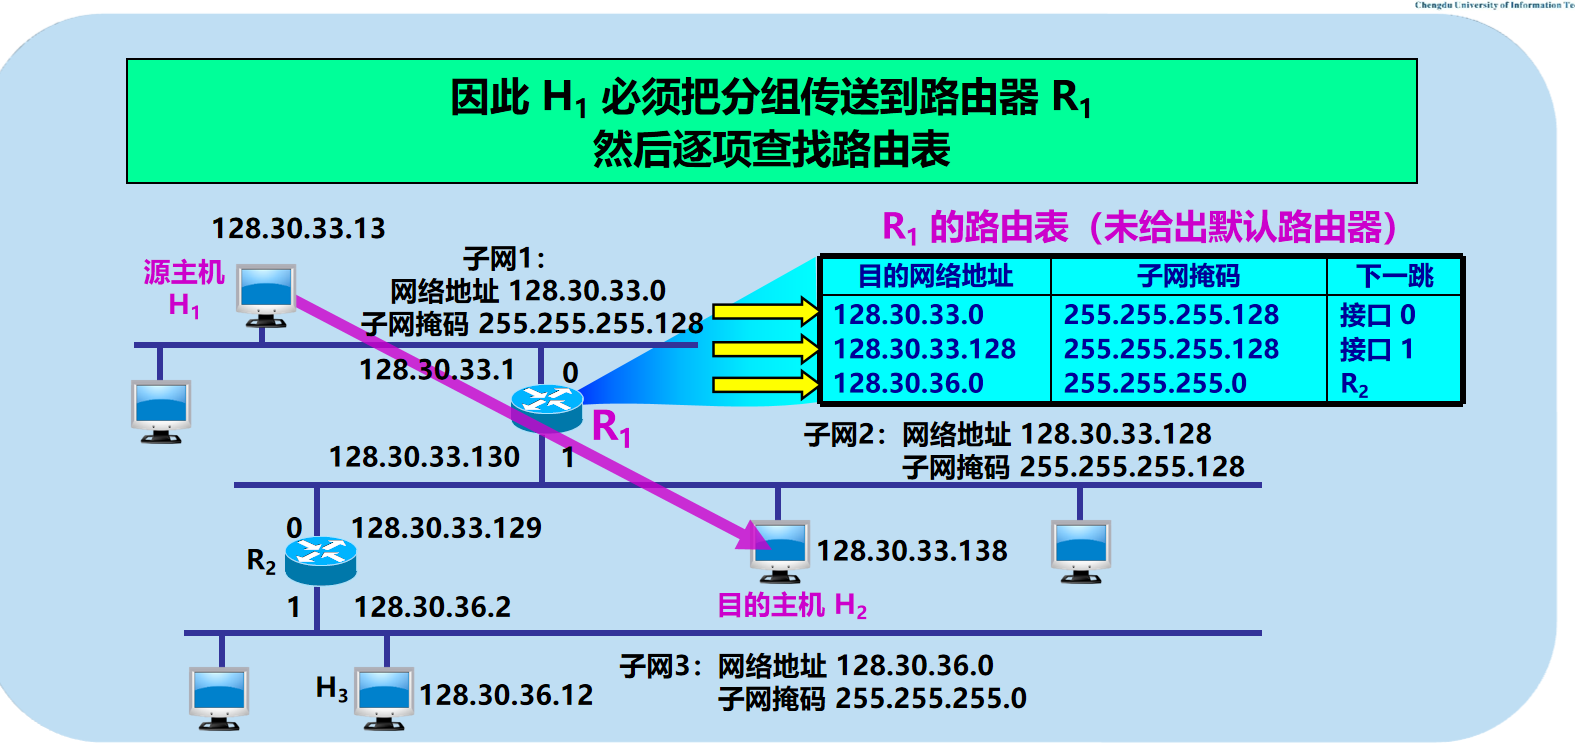 Chengdu University of Information Te
因此 H1 必须把分组传送到路由器 R1
然后逐项查找路由表
128.30.33.13
源主机
H1
子网1：
网络地址 128.30.33.0
子网掩码 255.255.255.128
R1 的路由表（未给出默认路由器）
目的网络地址 子网掩码 下一跳
128.30.33.0 255.255.255.128 接口 0
128.30.33.128 255.255.255.128 接口 1
128.30.36.0 255.255.255.0 R2
128.30.33.1
0
R1
128.30.33.130
1
子网2：网络地址 128.30.33.128
子网掩码 255.255.255.128
0
128.30.33.129
R2
128.30.33.138
目的主机 H2
1
128.30.36.2
子网3：网络地址 128.30.36.0
子网掩码 255.255.255.0
H3
128.30.36.12